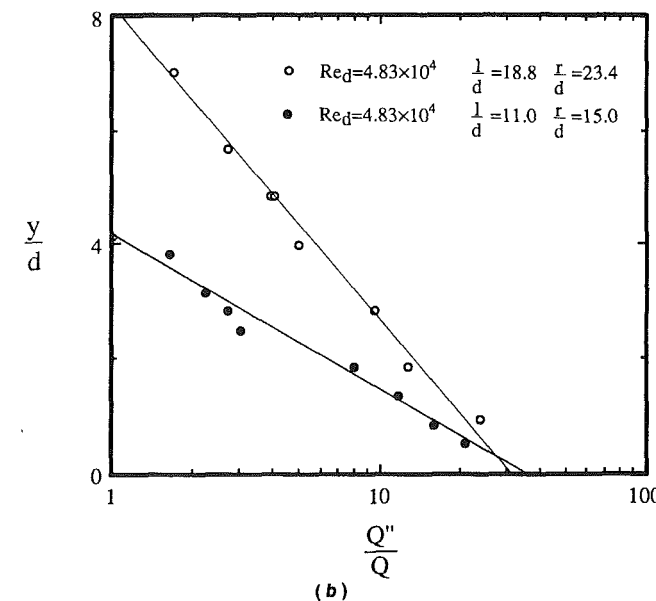 8
Re_d=4.83×10^4 l/d=18.8 r/d=23.4
Re_d=4.83×10^4 l/d=11.0 r/d=15.0
y/d
4
0
1 10 100
Q"/Q
(b)